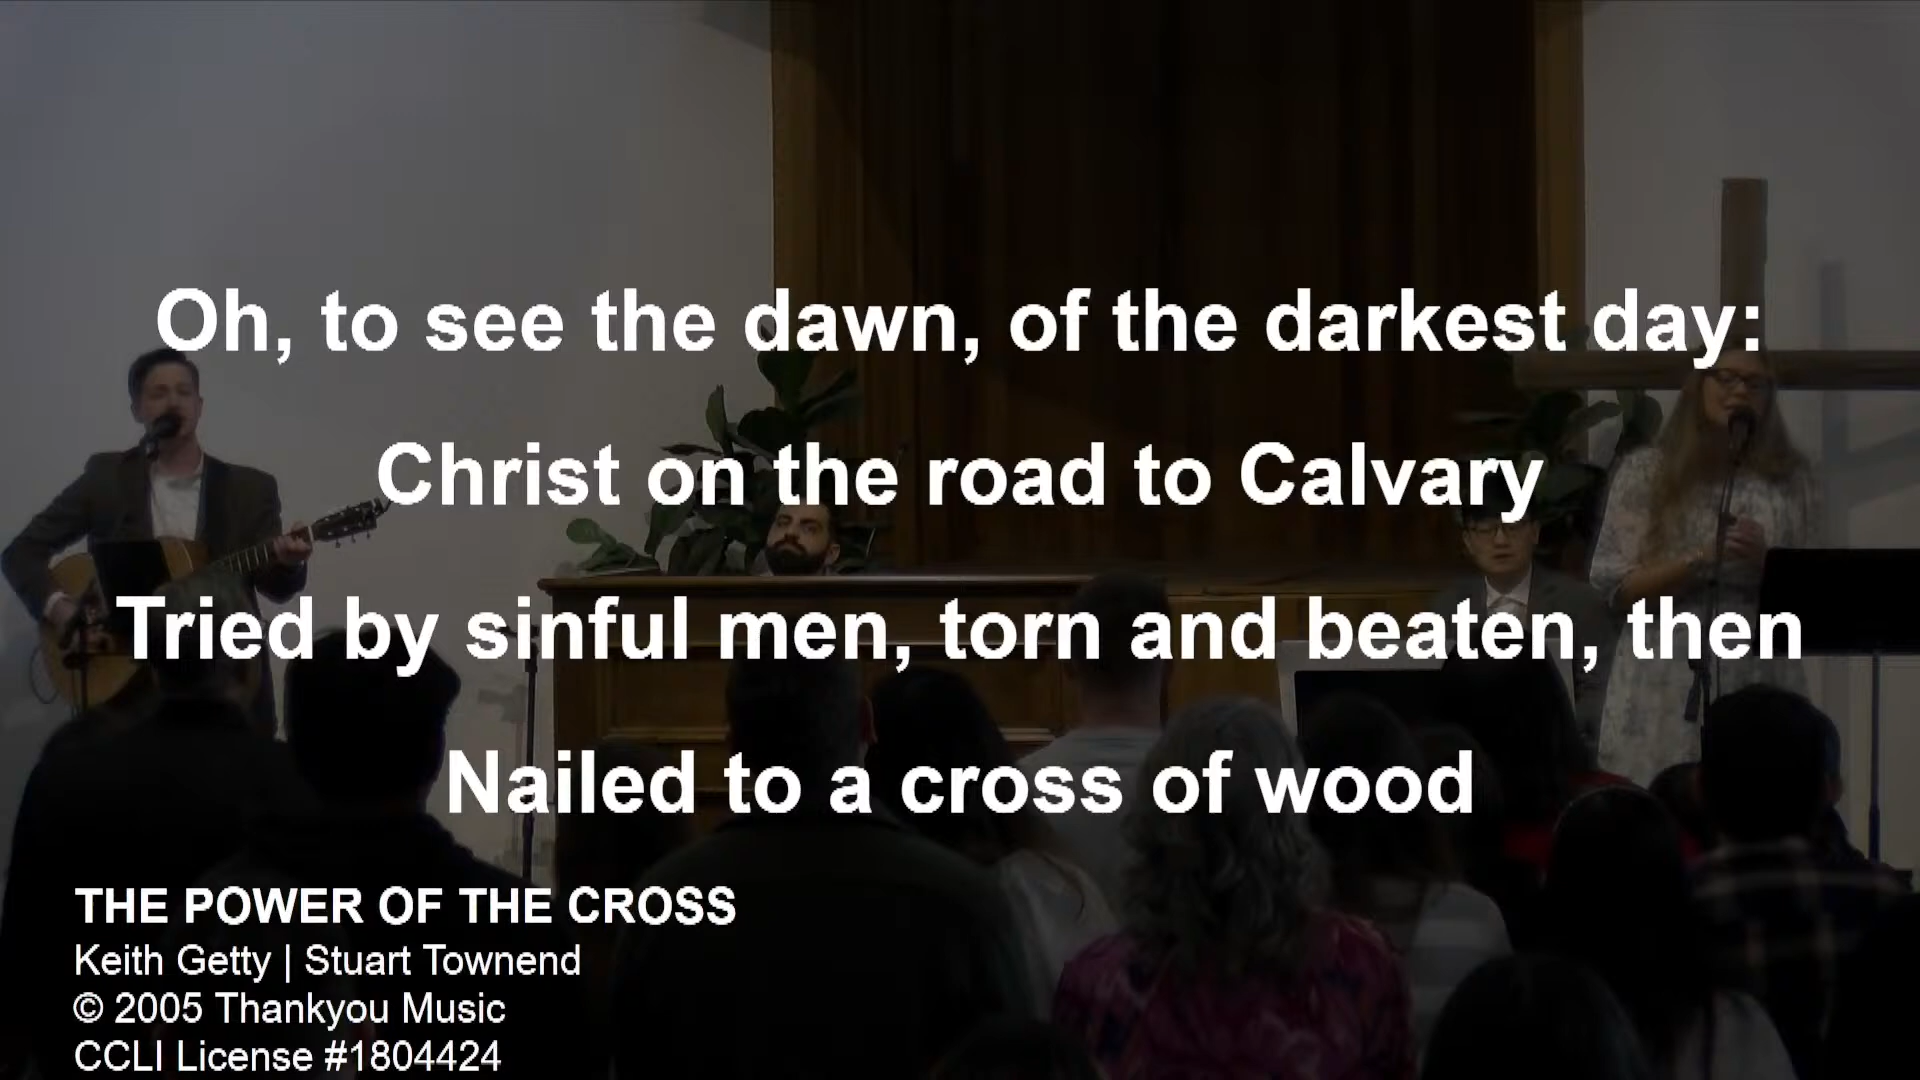 Oh, to see the dawn, of the darkest day:
Christ on the road to Calvary
Tried by sinful men, torn and beaten, then
Nailed to a cross of wood
THE POWER OF THE CROSS
Keith Getty | Stuart Townend
© 2005 Thankyou Music
CCLI License #1804424